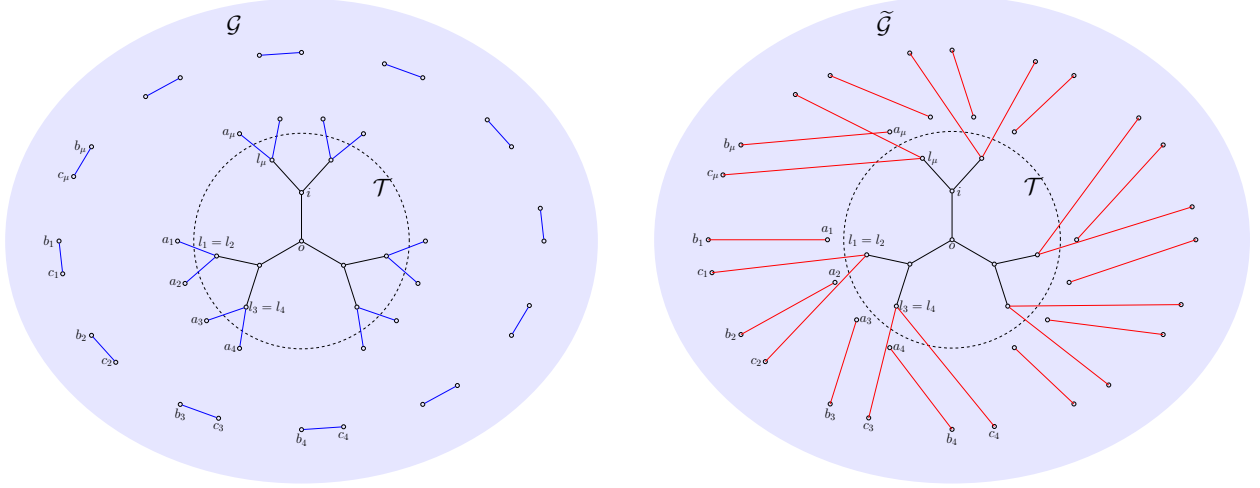 𝒢
a_μ
b_μ
l_μ
c_μ
𝒯
i
a_1
l_1 = l_2
b_1
o
c_1
a_2
l_3 = l_4
a_3
b_2
a_4
c_2
b_3
c_3
c_4
b_4
𝒢̃
a_μ
b_μ
l_μ
c_μ
𝒯
i
a_1
b_1
l_1 = l_2
o
c_1
a_2
l_3 = l_4
a_3
b_2
a_4
c_2
b_3
c_3
b_4
c_4